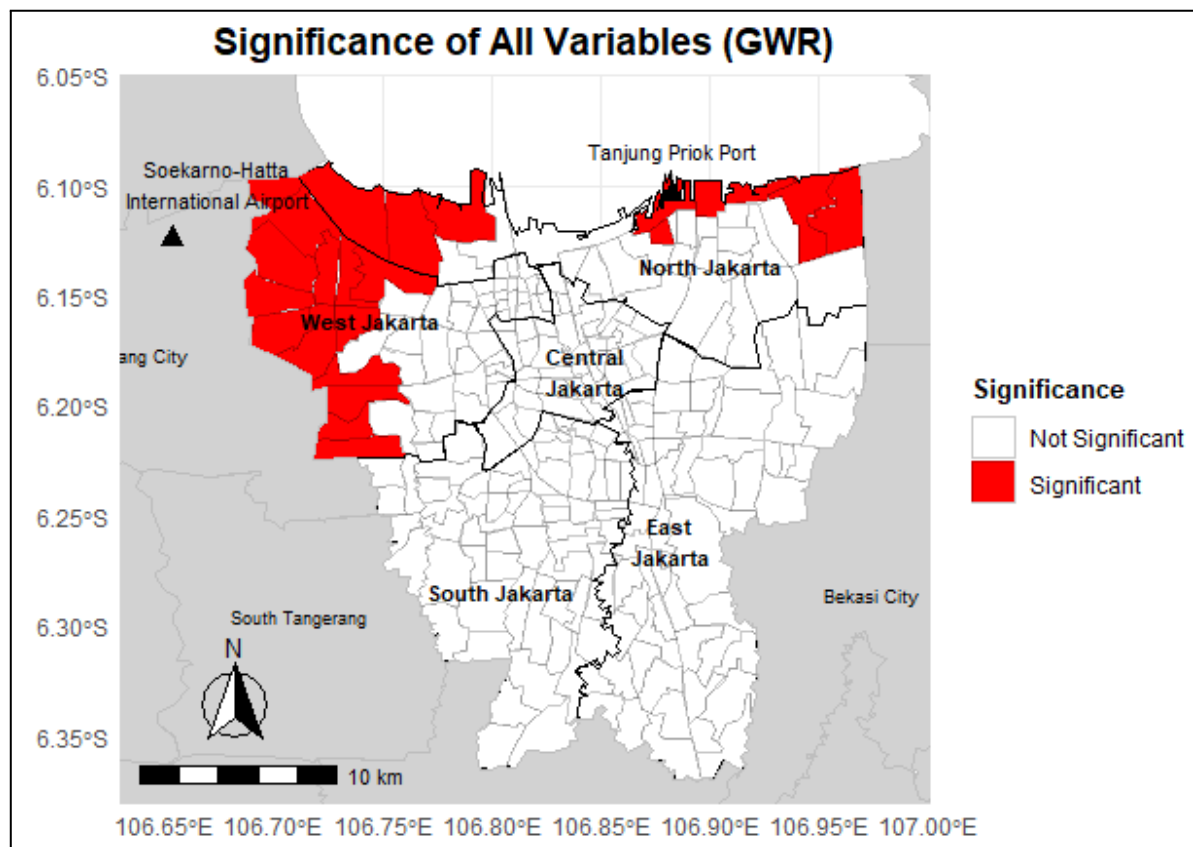 Significance of All Variables (GWR)
6.05°S
6.10°S
6.15°S
6.20°S
6.25°S
6.30°S
6.35°S
Soekarno-Hatta
International Airport
Tanjung Priok Port
North Jakarta
West Jakarta
ang City
Central
Jakarta
East
Jakarta
South Jakarta
South Tangerang
Bekasi City
N
10 km
106.65°E 106.70°E 106.75°E 106.80°E 106.85°E 106.90°E 106.95°E 107.00°E
Significance
Not Significant
Significant